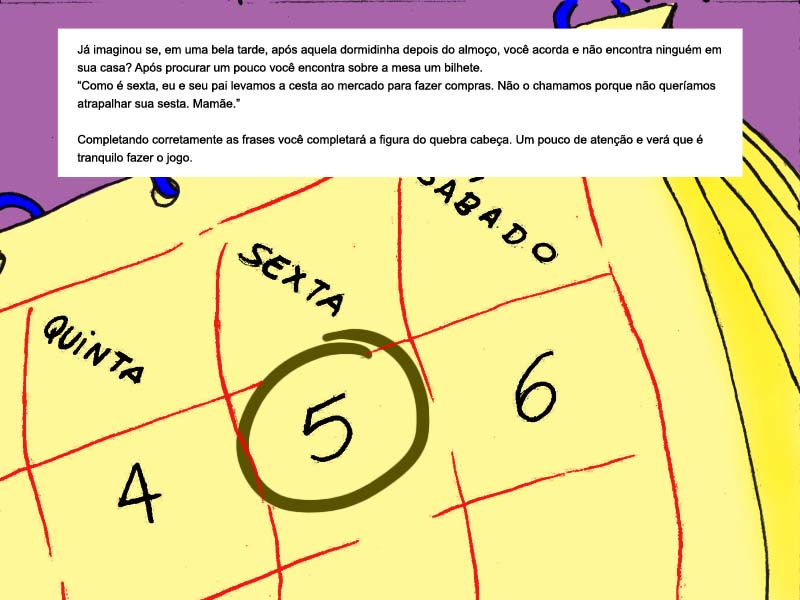 Já imaginou se, em uma bela tarde, após aquela dormidinha depois do almoço, você acorda e não encontra ninguém em
sua casa? Após procurar um pouco você encontra sobre a mesa um bilhete.
“Como é sexta, eu e seu pai levamos a cesta ao mercado para fazer compras. Não o chamamos porque não queríamos
atrapalhar sua sesta. Mamãe.”
Completando corretamente as frases você completará a figura do quebra cabeça. Um pouco de atenção e verá que é
tranquilo fazer o jogo.
SÁBADO
SEXTA
QUINTA
6
5
4